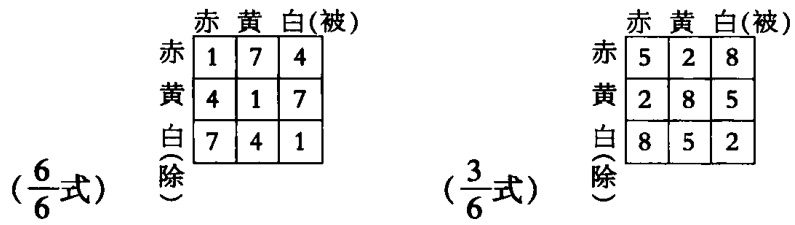 赤 黄 白(被)
赤 1 7 4
黄 4 1 7
白(除) 7 4 1
(6/6式)
赤 黄 白(被)
赤 5 2 8
黄 2 8 5
白(除) 8 5 2
(3/6式)